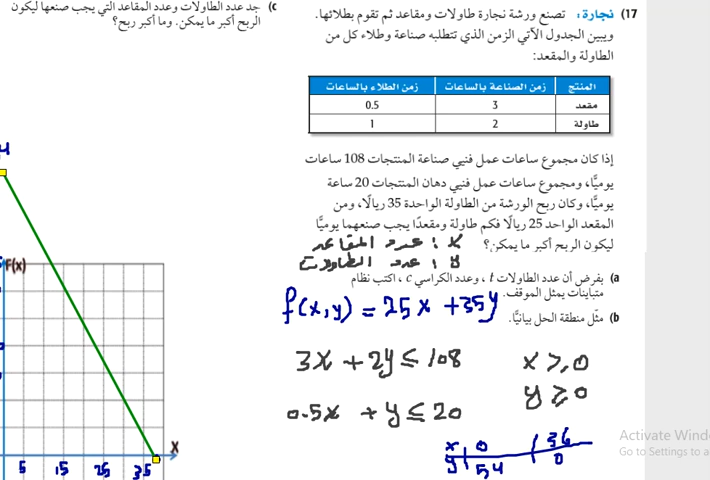 17) نجارة: تصنع ورشة نجارة طاولات ومقاعد ثم تقوم بطلائها.
ويبين الجدول الآتي الزمن الذي تتطلبه صناعة وطلاء كل من
الطاولة والمقعد:
المنتج زمن الصناعة بالساعات زمن الطلاء بالساعات
مقعد 3 0.5
طاولة 2 1
إذا كان مجموع ساعات عمل فنيي صناعة المنتجات 108 ساعات
يوميًّا، ومجموع ساعات عمل فنيي دهان المنتجات 20 ساعة
يوميًّا، وكان ربح الورشة من الطاولة الواحدة 35 ريالًا، ومن
المقعد الواحد 25 ريالًا فكم طاولة ومقعدًا يجب صنعهما يوميًّا
ليكون الربح أكبر ما يمكن؟
x : عدد المقاعد
y : عدد الطاولات
a) بفرض أن عدد الطاولات t ، وعدد الكراسي c ، اكتب نظام
متباينات يمثل الموقف.
f(x,y) = 25x + 35y
b) مثّل منطقة الحل بيانيًّا.
3x + 2y ≤ 108
x ≥ 0
y ≥ 0
0.5x + y ≤ 20
x 0 36
y 54 0
c) جد عدد الطاولات وعدد المقاعد التي يجب صنعها ليكون
الربح أكبر ما يمكن. وما أكبر ربح؟
F(x)
X
5 15 25 35
Activate Wind
Go to Settings to a